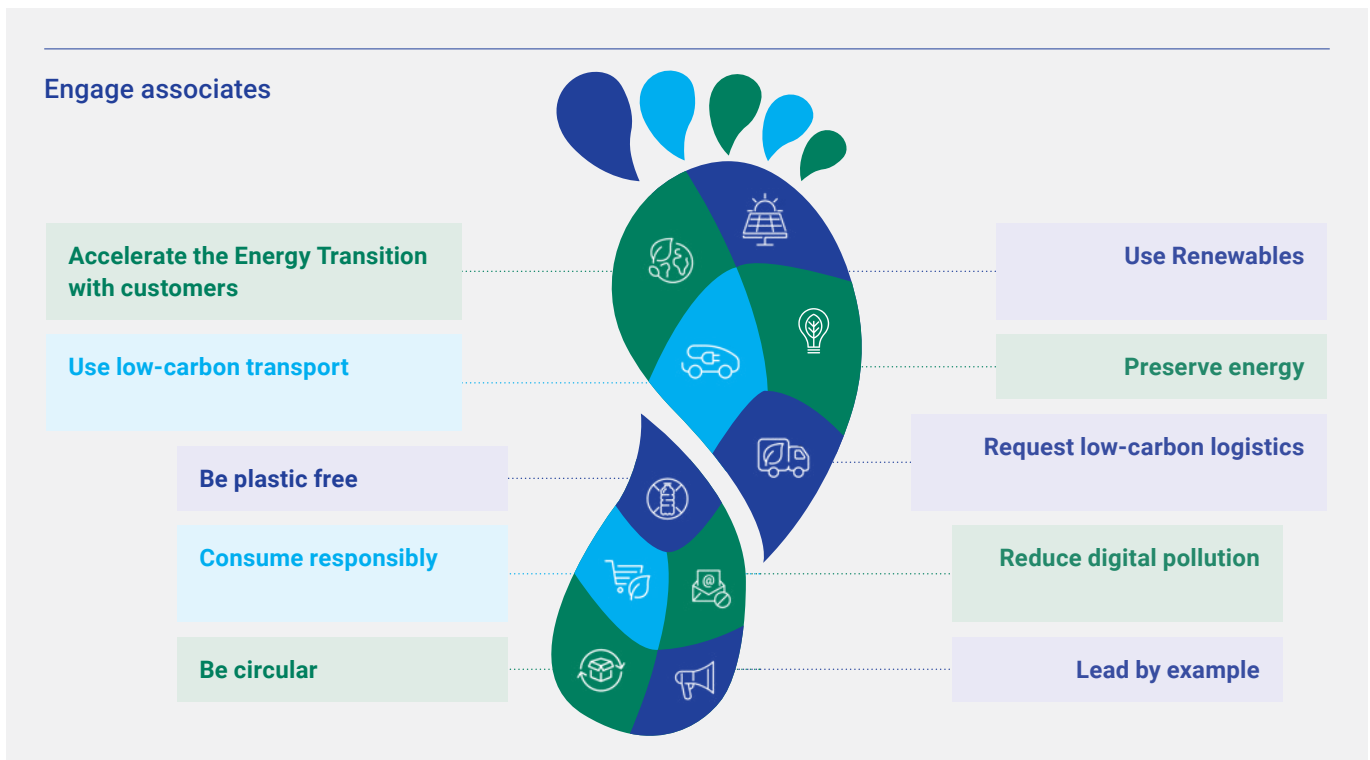 Engage associates
Accelerate the Energy Transition
with customers
Use low-carbon transport
Be plastic free
Consume responsibly
Be circular
Use Renewables
Preserve energy
Request low-carbon logistics
Reduce digital pollution
Lead by example
@